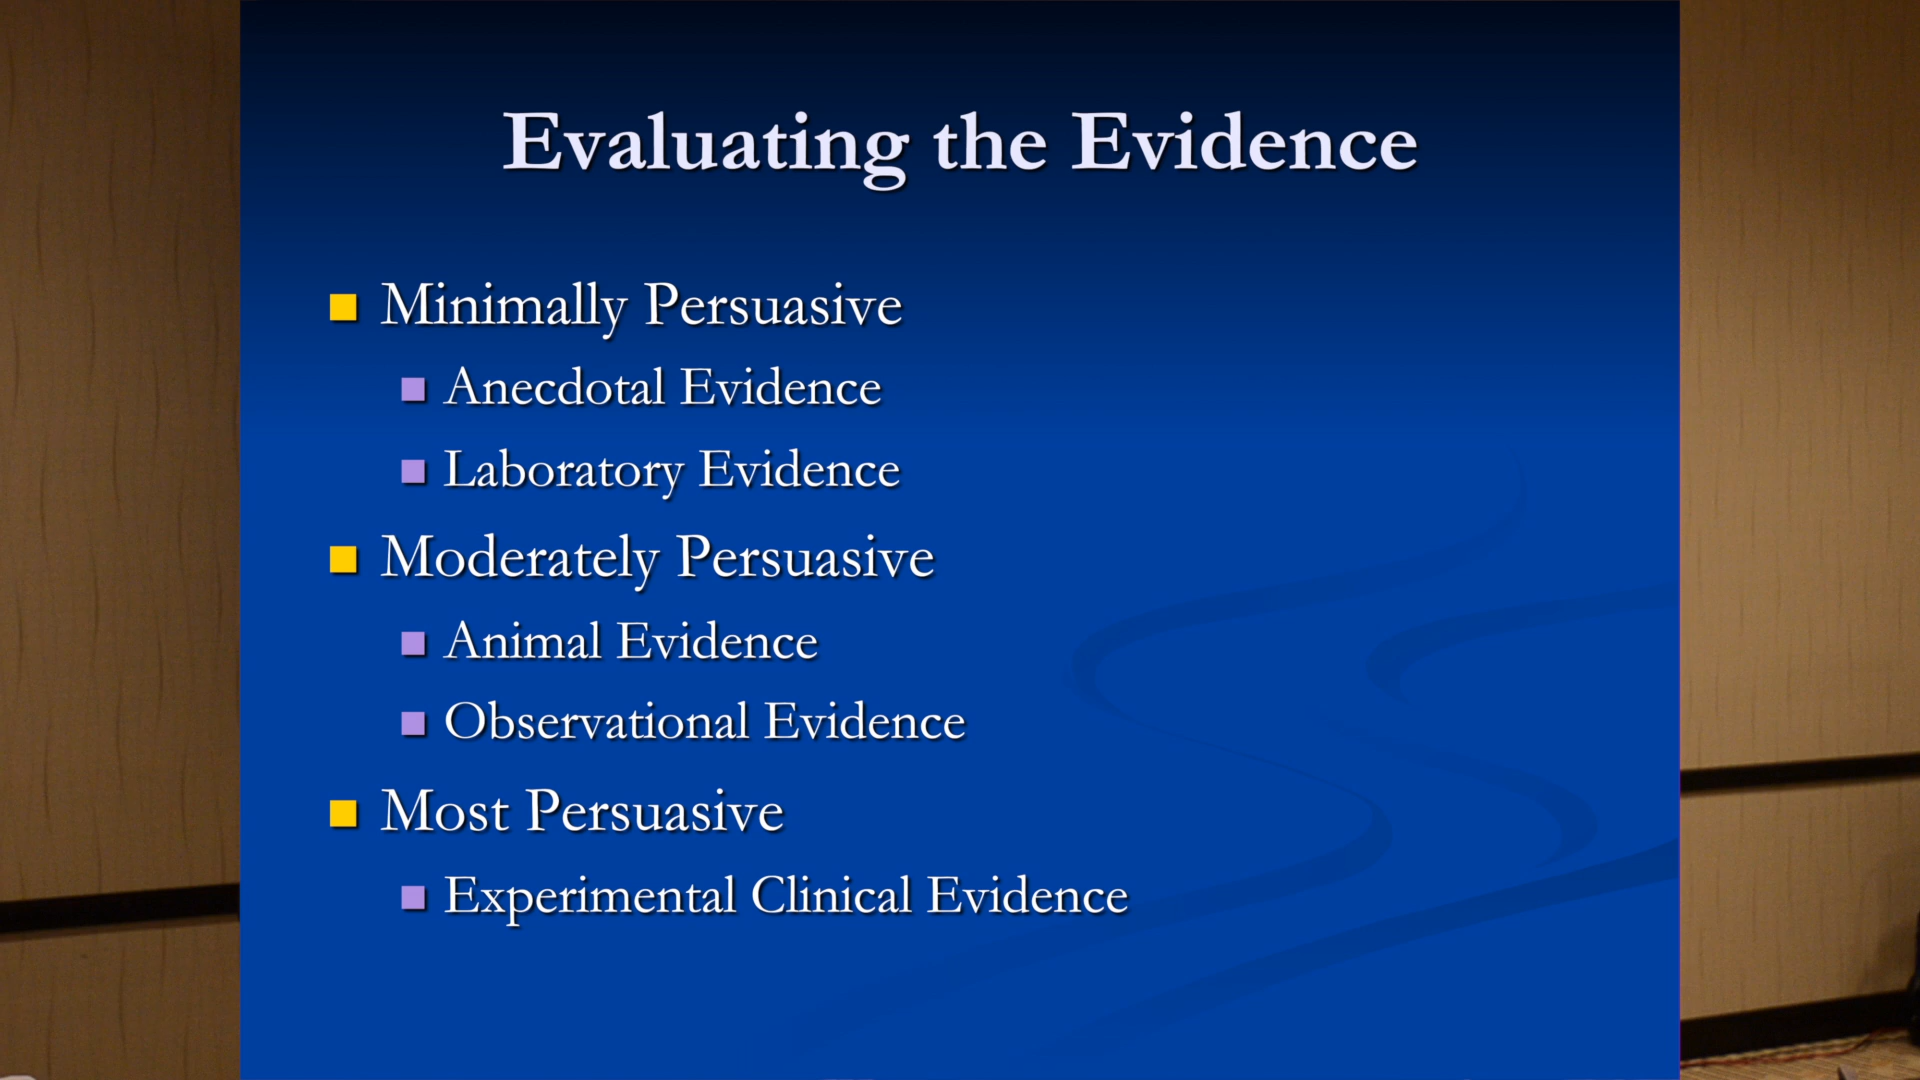 Evaluating the Evidence
Minimally Persuasive
Anecdotal Evidence
Laboratory Evidence
Moderately Persuasive
Animal Evidence
Observational Evidence
Most Persuasive
Experimental Clinical Evidence